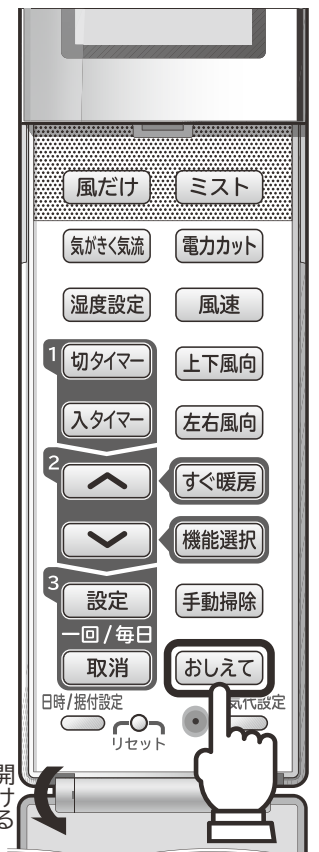 風だけ ミスト
気がきく気流 電力カット
湿度設定 風速
1 切タイマー 上下風向
入タイマー 左右風向
2 すぐ暖房
機能選択
3 設定 手動掃除
一回/毎日
取消 おしえて
日時/据付設定 気代設定
リセット
開
け
る